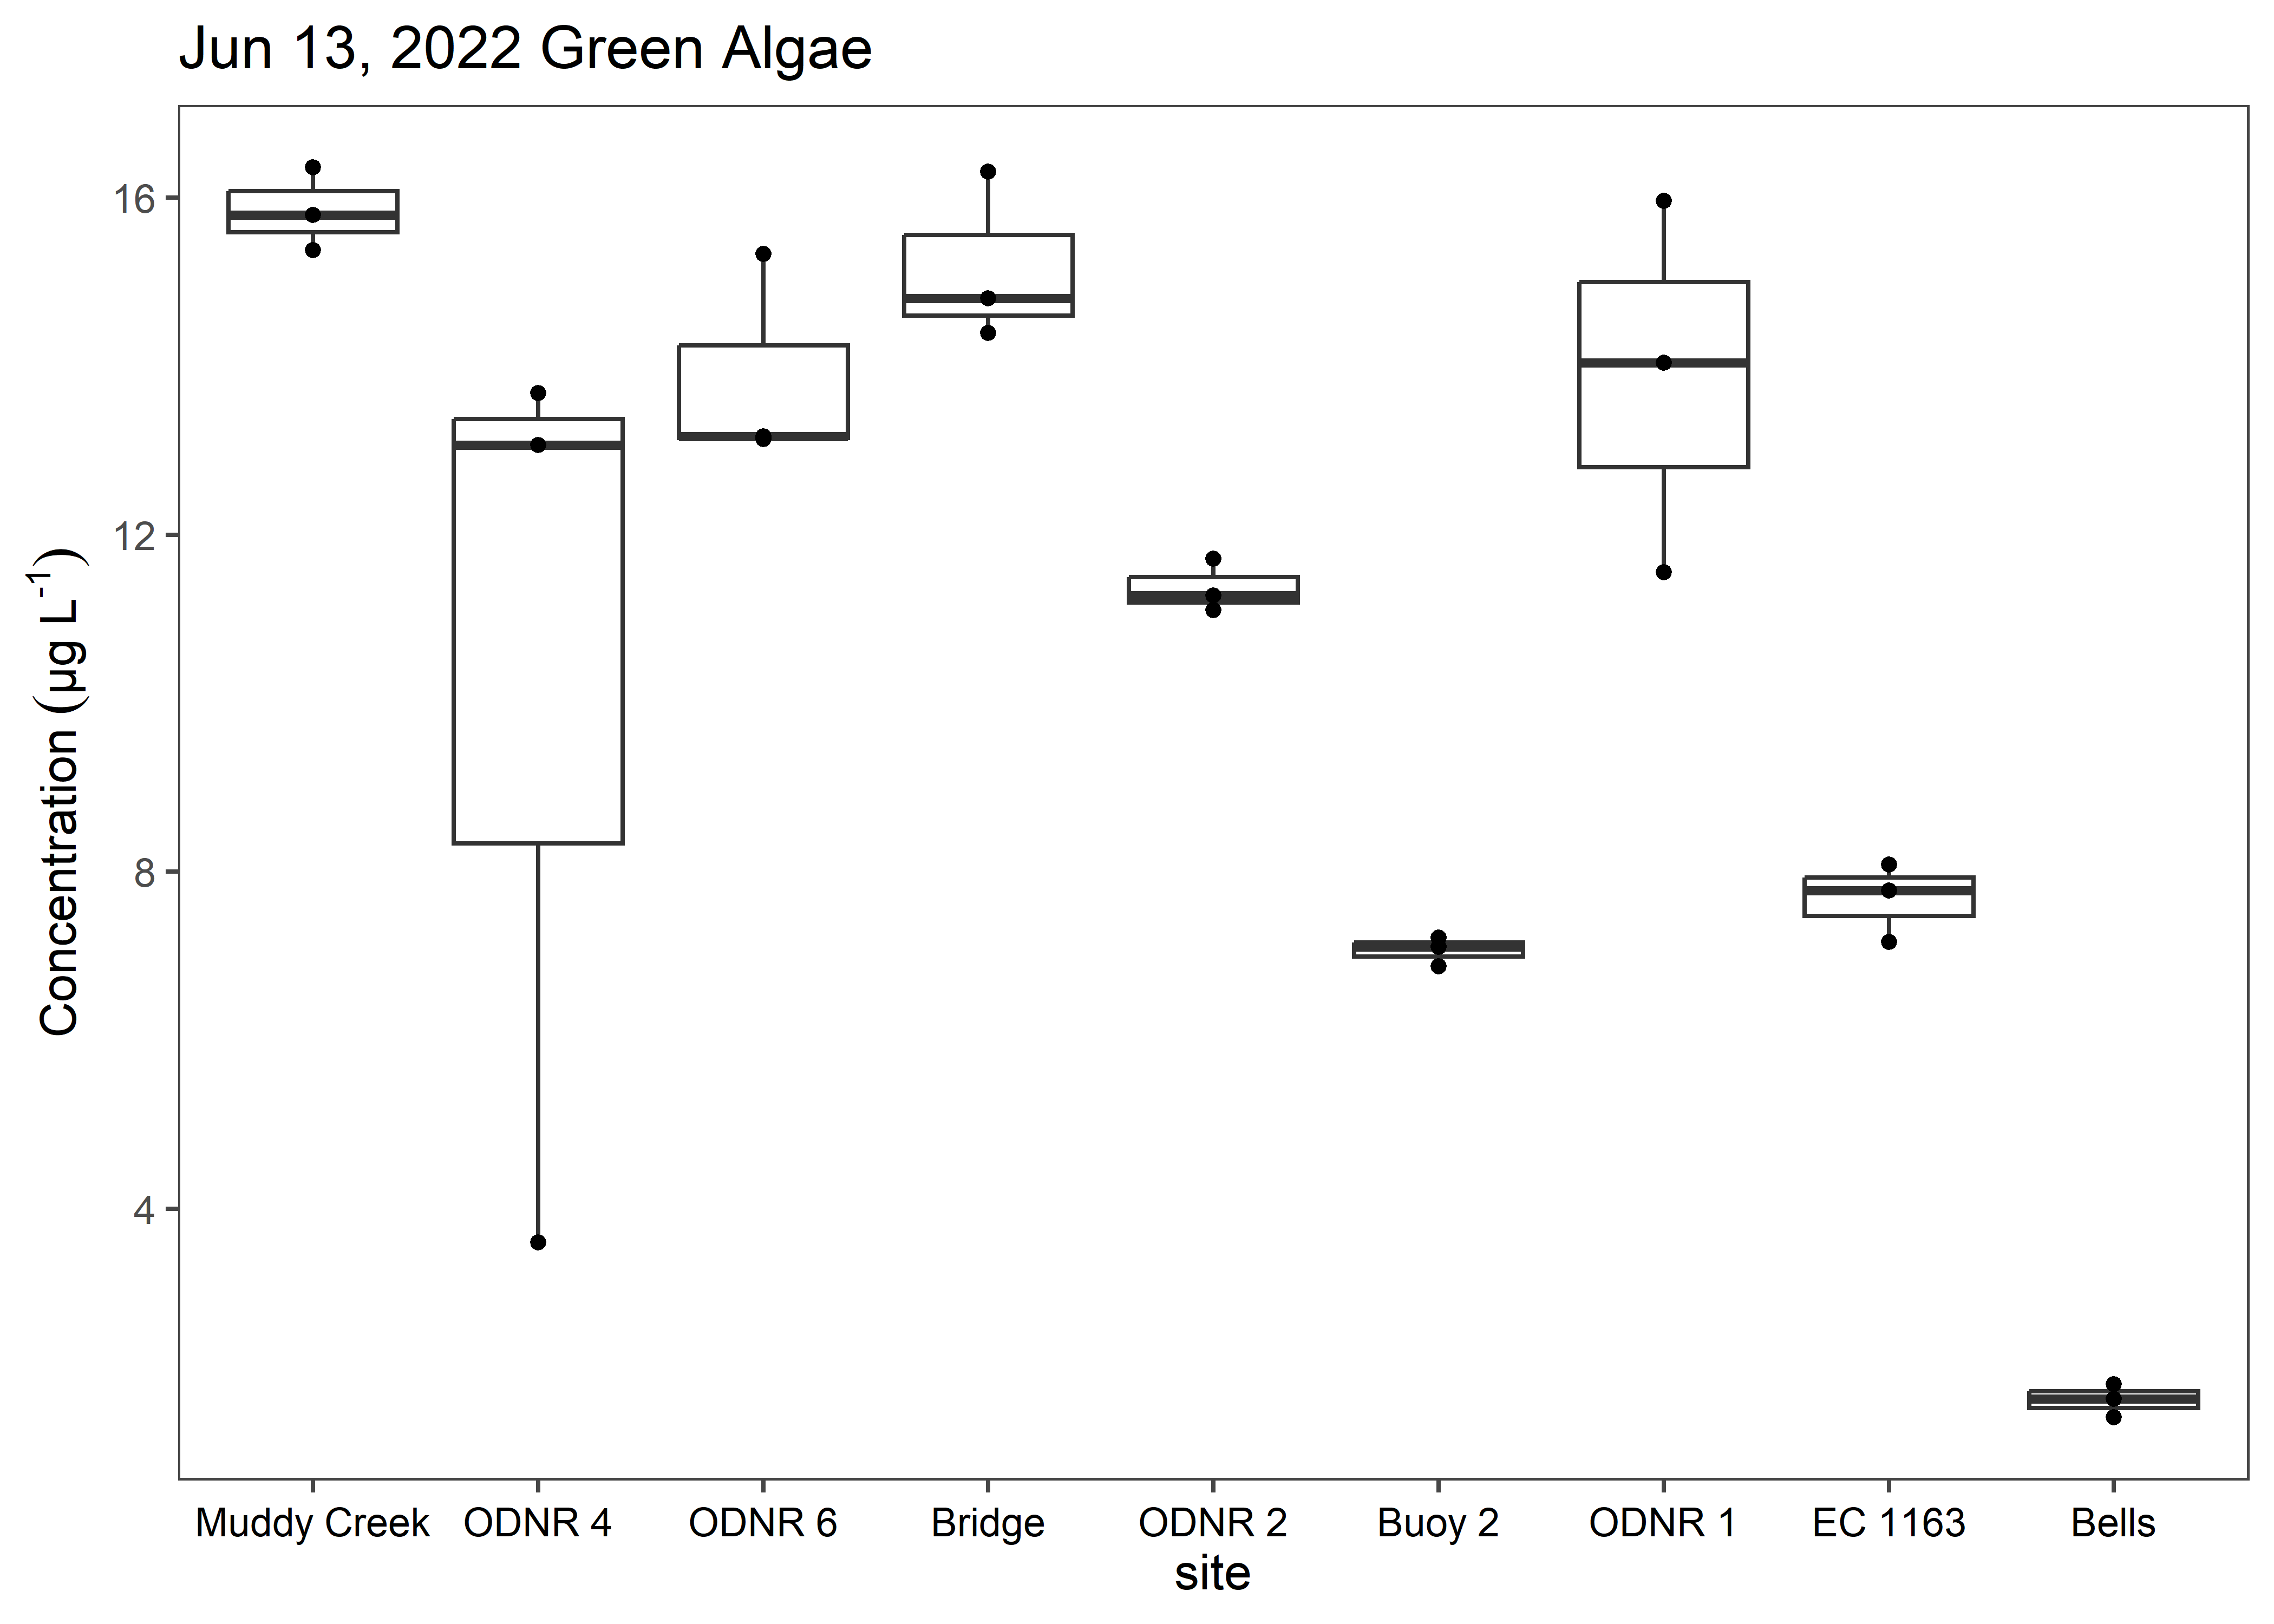 Jun 13, 2022 Green Algae
Concentration (µg L⁻¹)
16
12
8
4
Muddy Creek ODNR 4 ODNR 6 Bridge ODNR 2 Buoy 2 ODNR 1 EC 1163 Bells
site